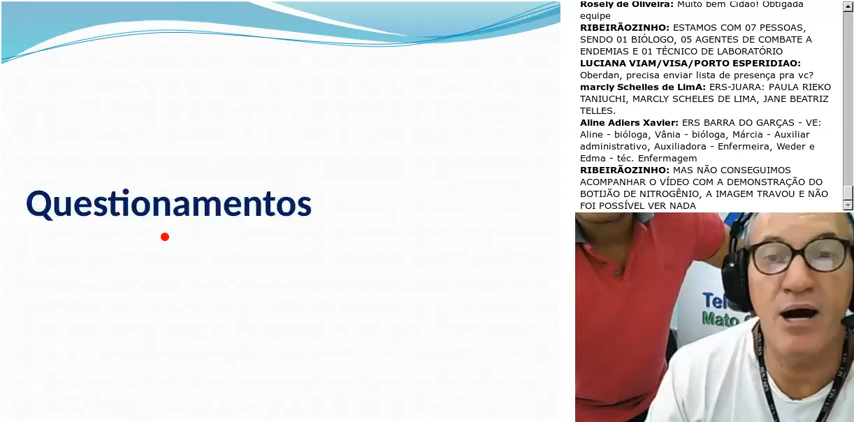 Questionamentos
Rosely de Oliveira: Muito bem Cidão! Obrigada
equipe
RIBEIRÃOZINHO: ESTAMOS COM 07 PESSOAS,
SENDO 01 BIÓLOGO, 05 AGENTES DE COMBATE A
ENDEMIAS E 01 TÉCNICO DE LABORATÓRIO
LUCIANA VIAM/VISA/PORTO ESPERIDIAO:
Oberdan, precisa enviar lista de presença pra vc?
marcly Schelles de LimA: ERS-JUARA: PAULA RIEKO
TANIUCHI, MARCLY SCHELES DE LIMA, JANE BEATRIZ
TELLES.
Aline Adiers Xavier: ERS BARRA DO GARÇAS - VE:
Aline - bióloga, Vânia - bióloga, Márcia - Auxiliar
administrativo, Auxiliadora - Enfermeira, Weder e
Edma - téc. Enfermagem
RIBEIRÃOZINHO: MAS NÃO CONSEGUIMOS
ACOMPANHAR O VÍDEO COM A DEMONSTRAÇÃO DO
BOTIJÃO DE NITROGÊNIO, A IMAGEM TRAVOU E NÃO
FOI POSSÍVEL VER NADA
Mato